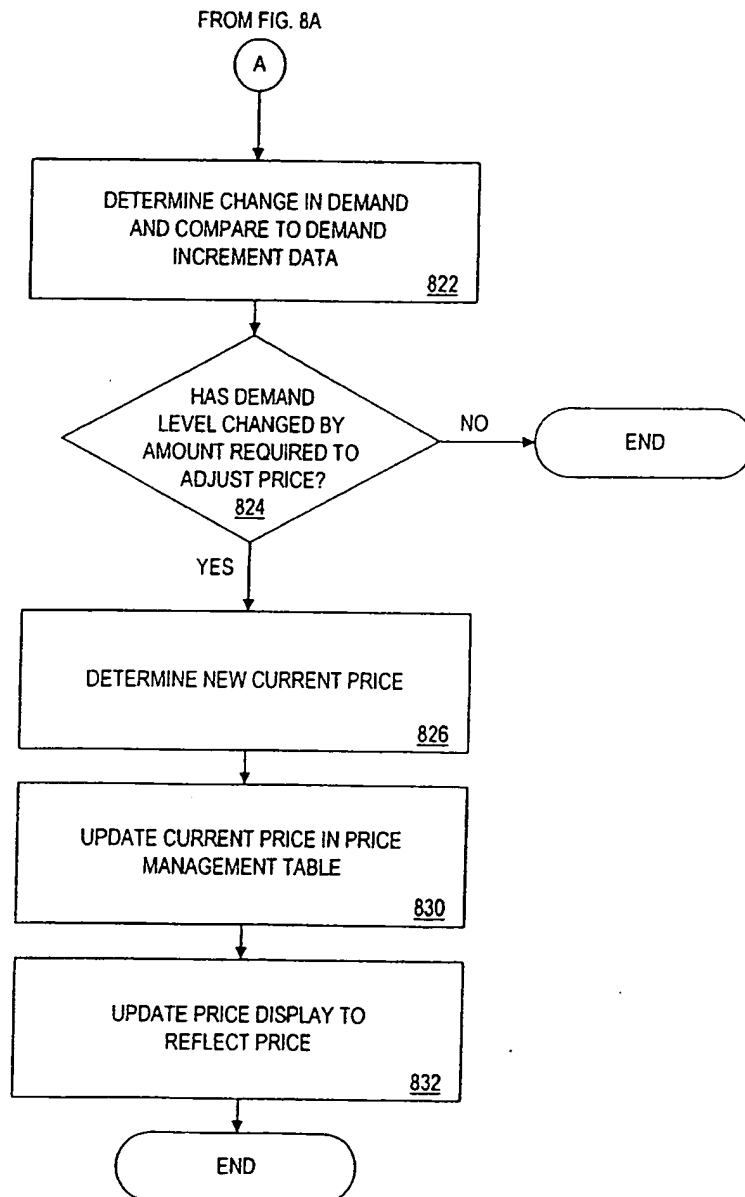 FROM FIG. 8A
A
DETERMINE CHANGE IN DEMAND
AND COMPARE TO DEMAND
INCREMENT DATA
822
HAS DEMAND
LEVEL CHANGED BY
AMOUNT REQUIRED TO
ADJUST PRICE?
824
NO
END
YES
DETERMINE NEW CURRENT PRICE
826
UPDATE CURRENT PRICE IN PRICE
MANAGEMENT TABLE
830
UPDATE PRICE DISPLAY TO
REFLECT PRICE
832
END